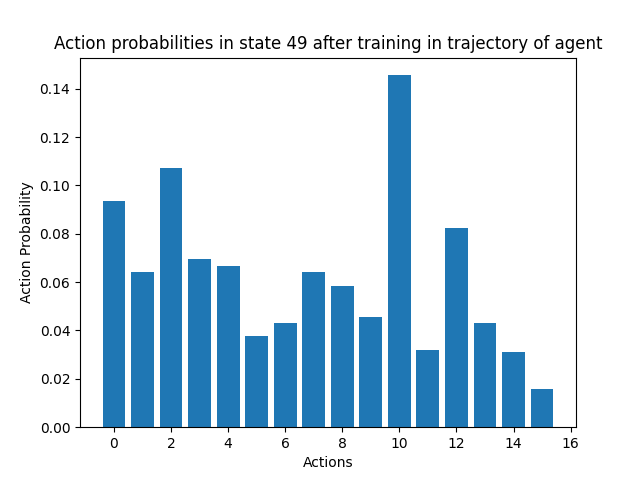 Action probabilities in state 49 after training in trajectory of agent
Action Probability
0.14
0.12
0.10
0.08
0.06
0.04
0.02
0.00
0 2 4 6 8 10 12 14 16
Actions